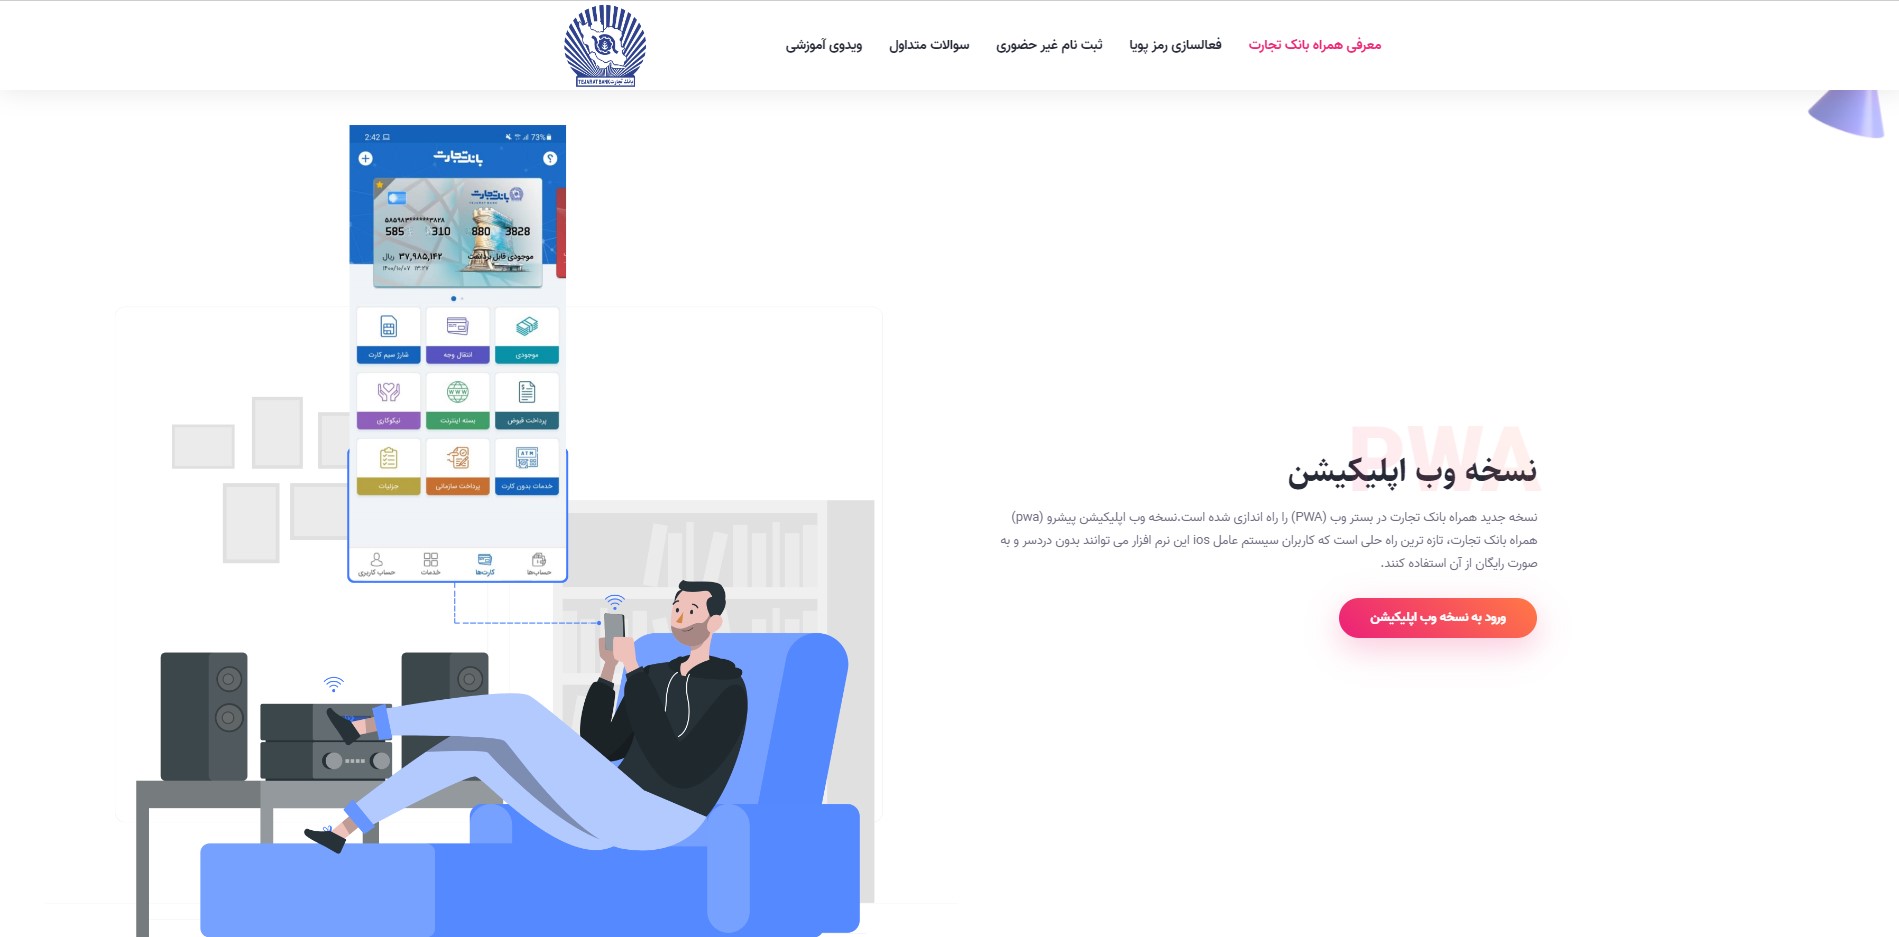 معرفی همراه بانک تجارت
فعالسازی رمز پویا
ثبت نام غیر حضوری
سوالات متداول
ویدوی آموزشی
بانک تجارت TEJARAT BANK
2:42 73%
بانک تجارت
بانک تجارت
۵۸۵۹۸۳******۳۸۲۸
585 310 880 3828
موجودی قابل برداشت ۳۷,۹۸۵,۱۴۲ ریال
۱۴۰۰/۱۰/۰۷ ۱۳:۲۷
موجودی
انتقال وجه
شارژ سیم کارت
WWW
پرداخت قبوض
بسته اینترنت
نیکوکاری
ATM
خدمات بدون کارت
پرداخت سازمانی
جزئیات
حساب‌ها
کارت‌ها
خدمات
حساب کاربری
PWA
نسخه وب اپلیکیشن
نسخه جدید همراه بانک تجارت در بستر وب (PWA) را راه اندازی شده است.نسخه وب اپلیکیشن پیشرو (pwa)
همراه بانک تجارت، تازه ترین راه حلی است که کاربران سیستم عامل ios این نرم افزار می توانند بدون دردسر و به
صورت رایگان از آن استفاده کنند.
ورود به نسخه وب اپلیکیشن